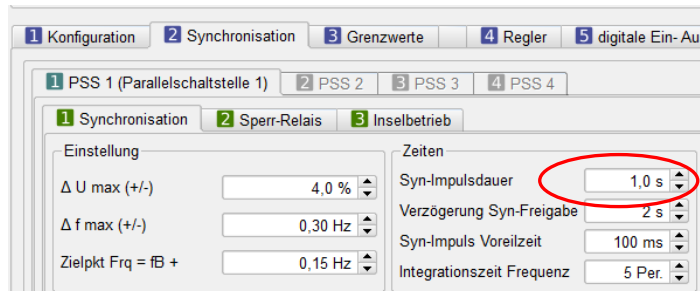 1 Konfiguration 2 Synchronisation 3 Grenzwerte 4 Regler 5 digitale Ein- Au
1 PSS 1 (Parallelschaltstelle 1) 2 PSS 2 3 PSS 3 4 PSS 4
1 Synchronisation 2 Sperr-Relais 3 Inselbetrieb
Einstellung
Δ U max (+/-) 4,0 %
Δ f max (+/-) 0,30 Hz
Zielpkt Frq = fB + 0,15 Hz
Zeiten
Syn-Impulsdauer 1,0 s
Verzögerung Syn-Freigabe 2 s
Syn-Impuls Voreilzeit 100 ms
Integrationszeit Frequenz 5 Per.